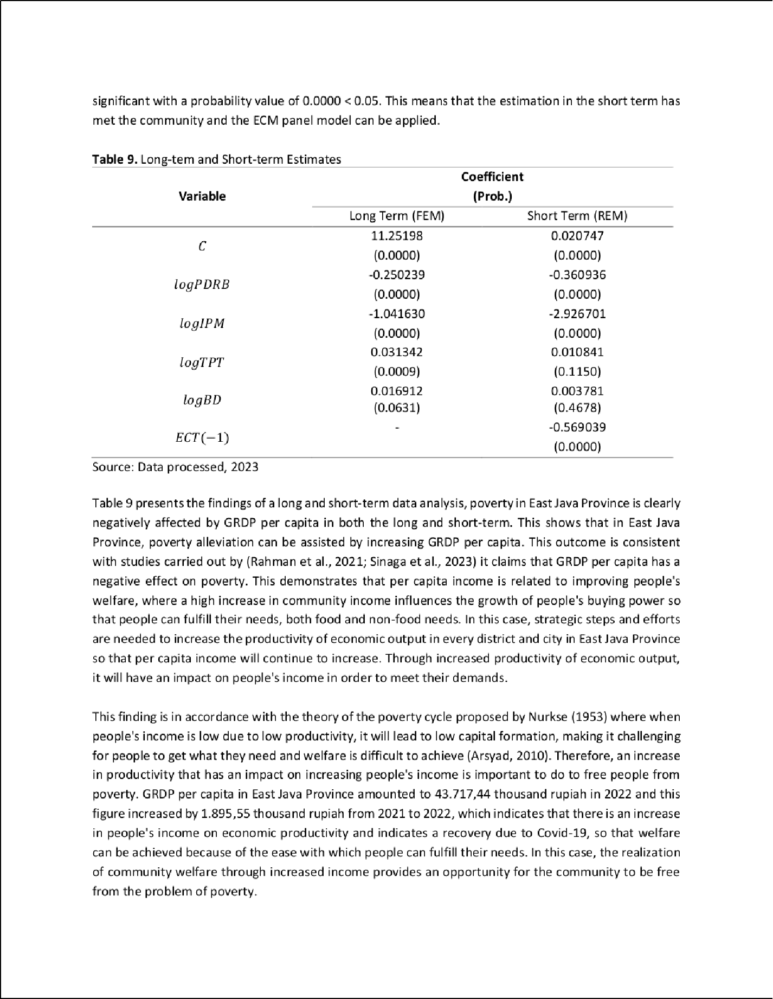 significant with a probability value of 0.0000 < 0.05. This means that the estimation in the short term has
met the community and the ECM panel model can be applied.
Table 9. Long-tem and Short-term Estimates
Variable
Coefficient
(Prob.)
Long Term (FEM) Short Term (REM)
C
11.25198 0.020747
(0.0000) (0.0000)
logPDRB
-0.250239 -0.360936
(0.0000) (0.0000)
logIPM
-1.041630 -2.926701
(0.0000) (0.0000)
logTPT
0.031342 0.010841
(0.0009) (0.1150)
logBD
0.016912 0.003781
(0.0631) (0.4678)
ECT(−1)
- -0.569039
(0.0000)
Source: Data processed, 2023
Table 9 presents the findings of a long and short-term data analysis, poverty in East Java Province is clearly
negatively affected by GRDP per capita in both the long and short-term. This shows that in East Java
Province, poverty alleviation can be assisted by increasing GRDP per capita. This outcome is consistent
with studies carried out by (Rahman et al., 2021; Sinaga et al., 2023) it claims that GRDP per capita has a
negative effect on poverty. This demonstrates that per capita income is related to improving people's
welfare, where a high increase in community income influences the growth of people's buying power so
that people can fulfill their needs, both food and non-food needs. In this case, strategic steps and efforts
are needed to increase the productivity of economic output in every district and city in East Java Province
so that per capita income will continue to increase. Through increased productivity of economic output,
it will have an impact on people's income in order to meet their demands.
This finding is in accordance with the theory of the poverty cycle proposed by Nurkse (1953) where when
people's income is low due to low productivity, it will lead to low capital formation, making it challenging
for people to get what they need and welfare is difficult to achieve (Arsyad, 2010). Therefore, an increase
in productivity that has an impact on increasing people's income is important to do to free people from
poverty. GRDP per capita in East Java Province amounted to 43.717,44 thousand rupiah in 2022 and this
figure increased by 1.895,55 thousand rupiah from 2021 to 2022, which indicates that there is an increase
in people's income on economic productivity and indicates a recovery due to Covid-19, so that welfare
can be achieved because of the ease with which people can fulfill their needs. In this case, the realization
of community welfare through increased income provides an opportunity for the community to be free
from the problem of poverty.